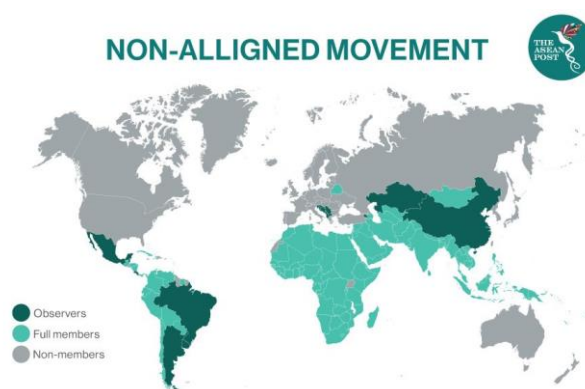 NON-ALLIGNED MOVEMENT
THE
ASEAN
POST
Observers
Full members
Non-members